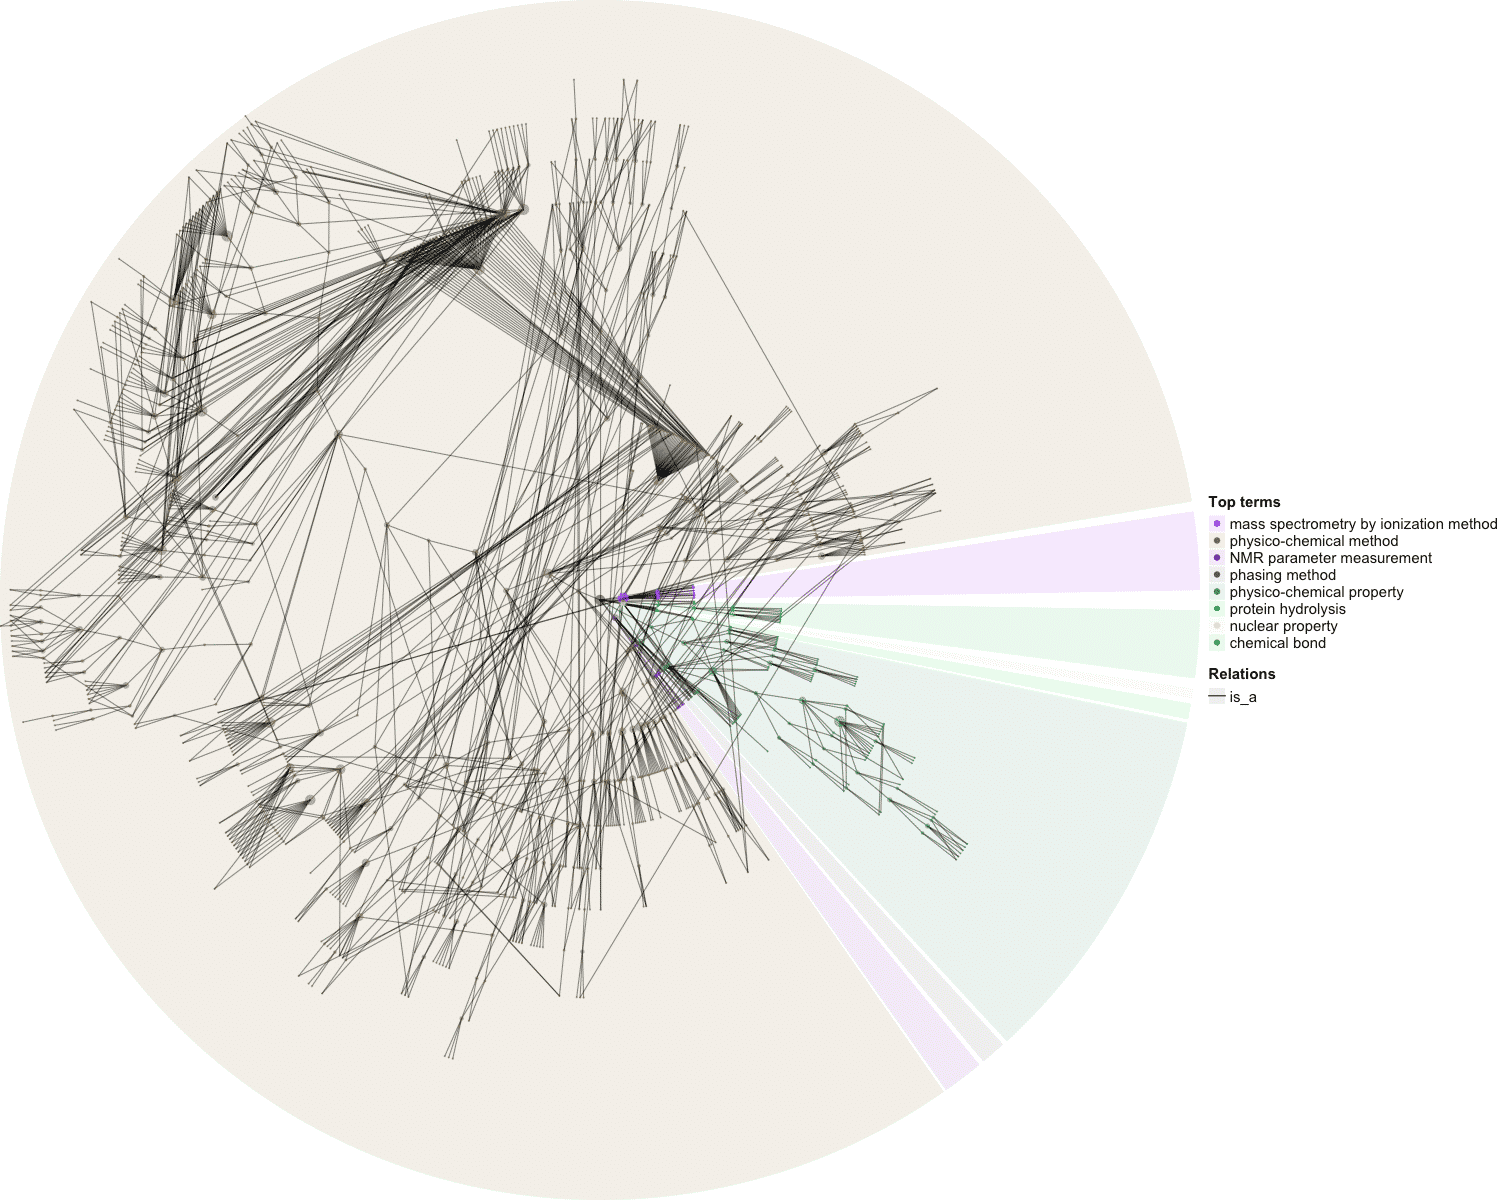 Top terms
mass spectrometry by ionization method
physico-chemical method
NMR parameter measurement
phasing method
physico-chemical property
protein hydrolysis
nuclear property
chemical bond
Relations
is_a